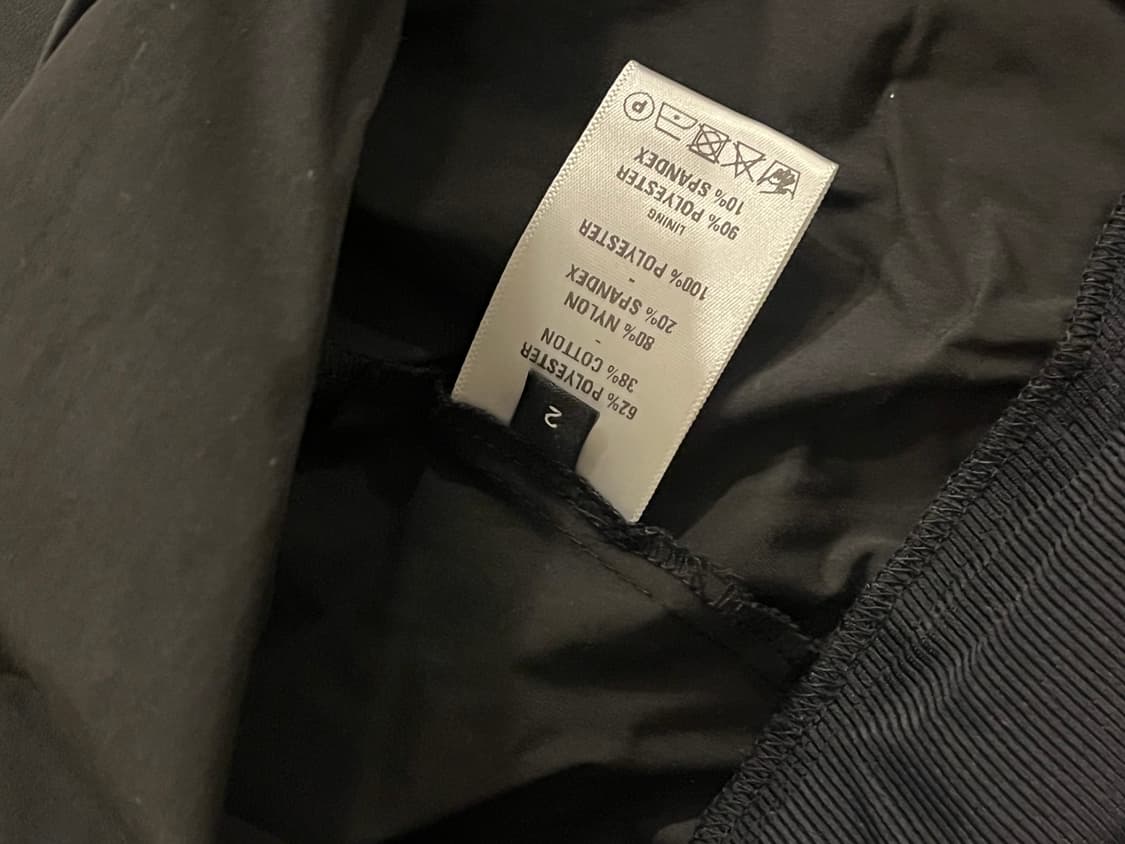 62% POLYESTER
38% COTTON
-
80% NYLON
20% SPANDEX
-
100% POLYESTER
LINING
90% POLYESTER
10% SPANDEX
P
2